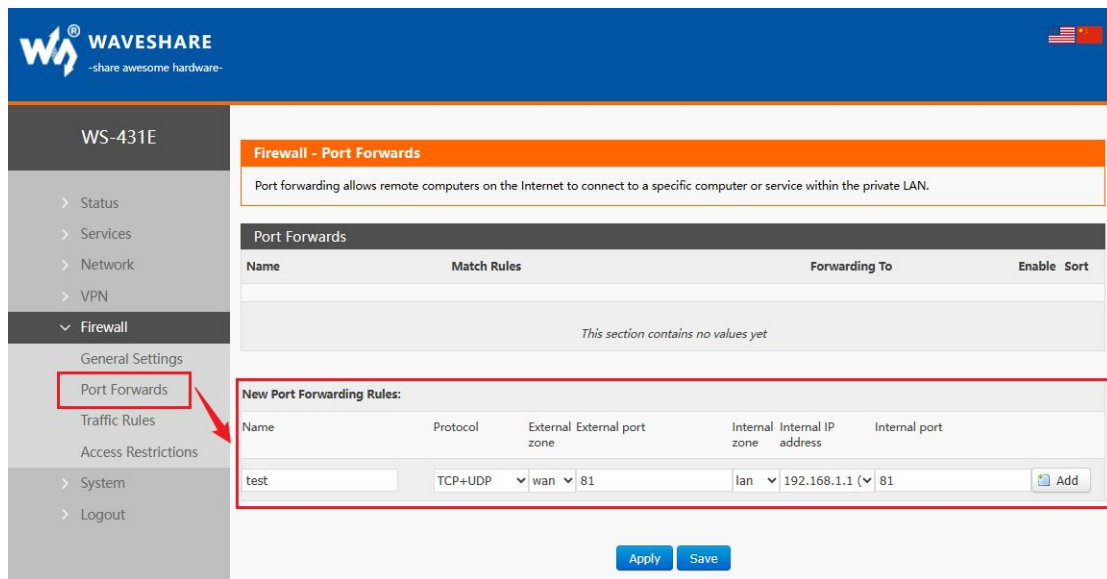 WAVESHARE
-share awesome hardware-
WS-431E
Status
Services
Network
VPN
Firewall
General Settings
Port Forwards
Traffic Rules
Access Restrictions
System
Logout
Firewall - Port Forwards
Port forwarding allows remote computers on the Internet to connect to a specific computer or service within the private LAN.
Port Forwards
Name Match Rules Forwarding To Enable Sort
This section contains no values yet
New Port Forwarding Rules:
Name Protocol External zone External port Internal zone Internal IP address Internal port
test TCP+UDP wan 81 lan 192.168.1.1 ( 81 Add
Apply Save